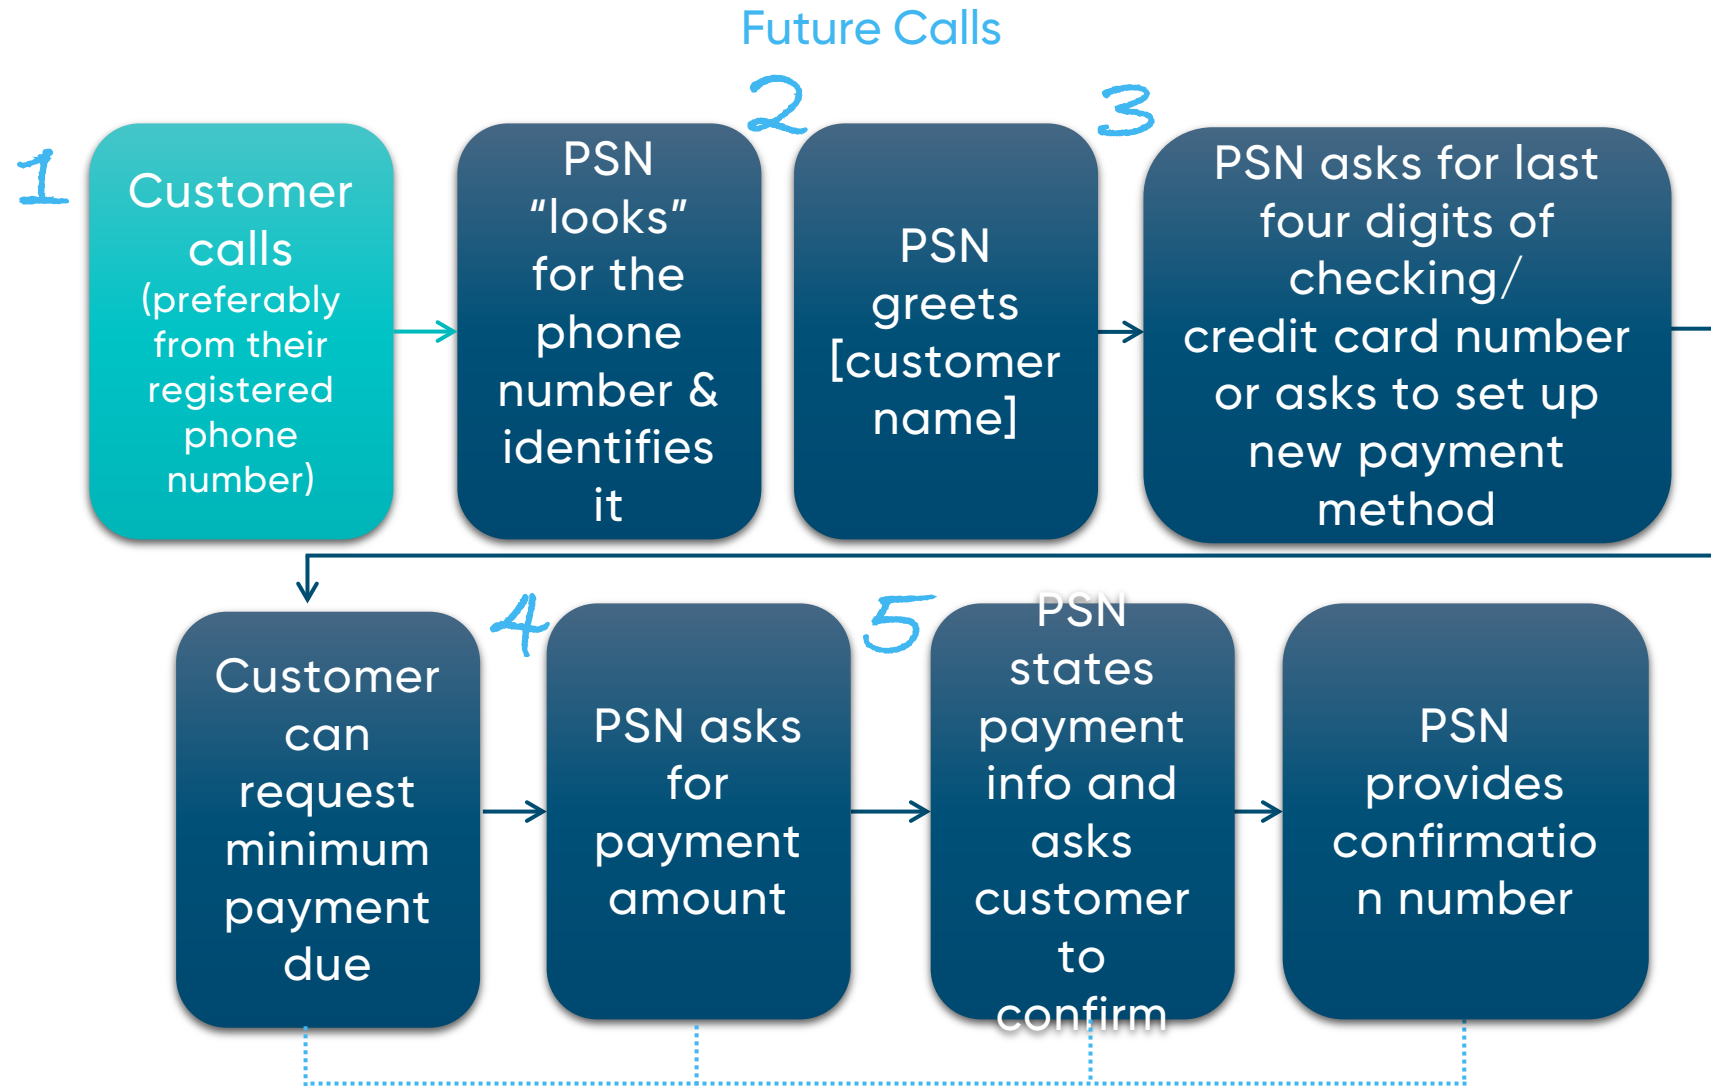 Future Calls
1
Customer
calls
(preferably
from their
registered
phone
number)
PSN
“looks”
for the
phone
number &
identifies
it
2
PSN
greets
[customer
name]
3
PSN asks for last
four digits of
checking/
credit card number
or asks to set up
new payment
method
Customer
can
request
minimum
payment
due
4
PSN asks
for
payment
amount
5
PSN
states
payment
info and
asks
customer
to
confirm
PSN
provides
confirmatio
n number